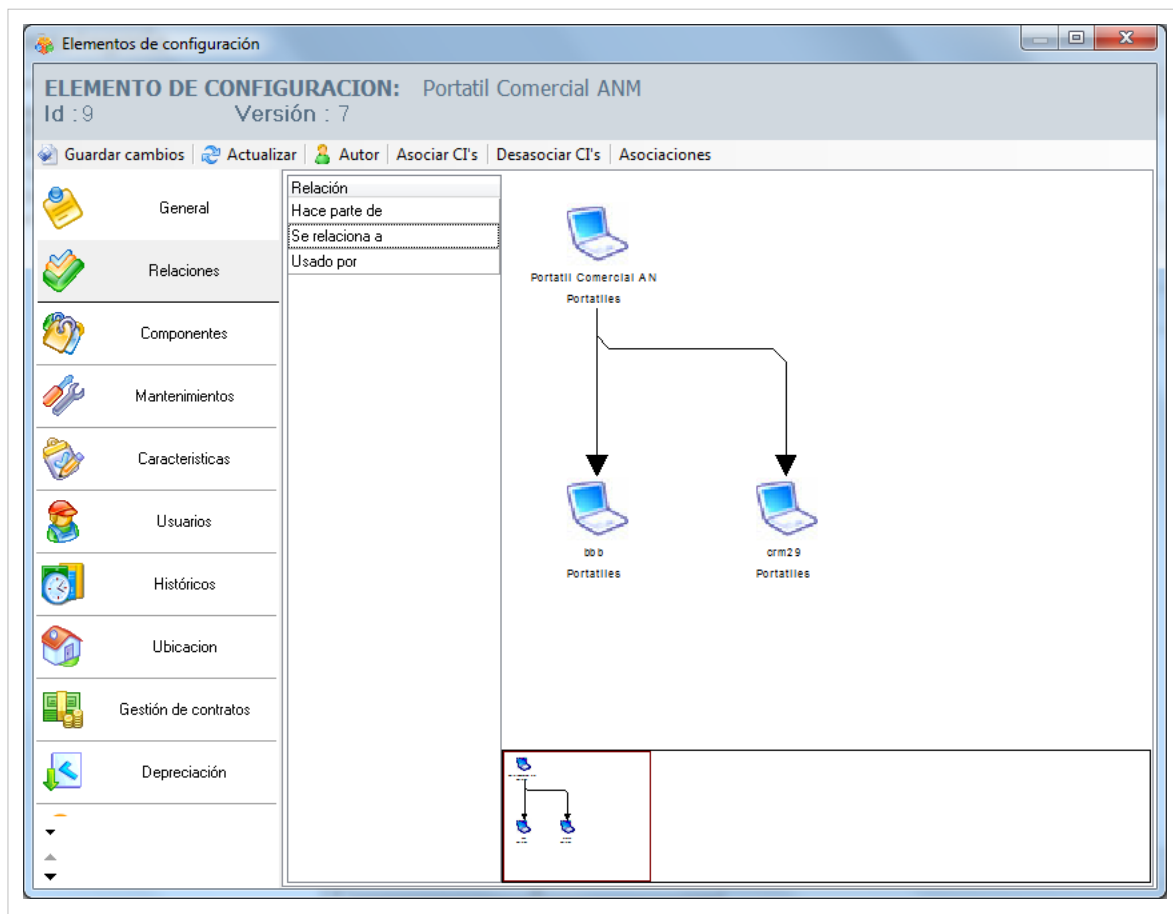 Elementos de configuración
ELEMENTO DE CONFIGURACION: Portatil Comercial ANM
Id : 9 Versión : 7
Guardar cambios Actualizar Autor Asociar CI's Desasociar CI's Asociaciones
General
Relaciones
Componentes
Mantenimientos
Caracteristicas
Usuarios
Históricos
Ubicacion
Gestión de contratos
Depreciación
Relación
Hace parte de
Se relaciona a
Usado por
Portatil Comercial AN
Portatiles
bbb
Portatiles
crm29
Portatiles